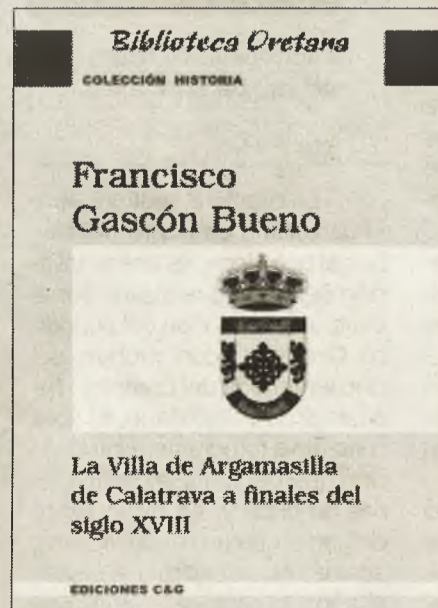 Biblioteca Oretana
COLECCIÓN HISTORIA
Francisco
Gascón Bueno
La Villa de Argamasilla
de Calatrava a finales del
siglo XVIII
EDICIONES C&G